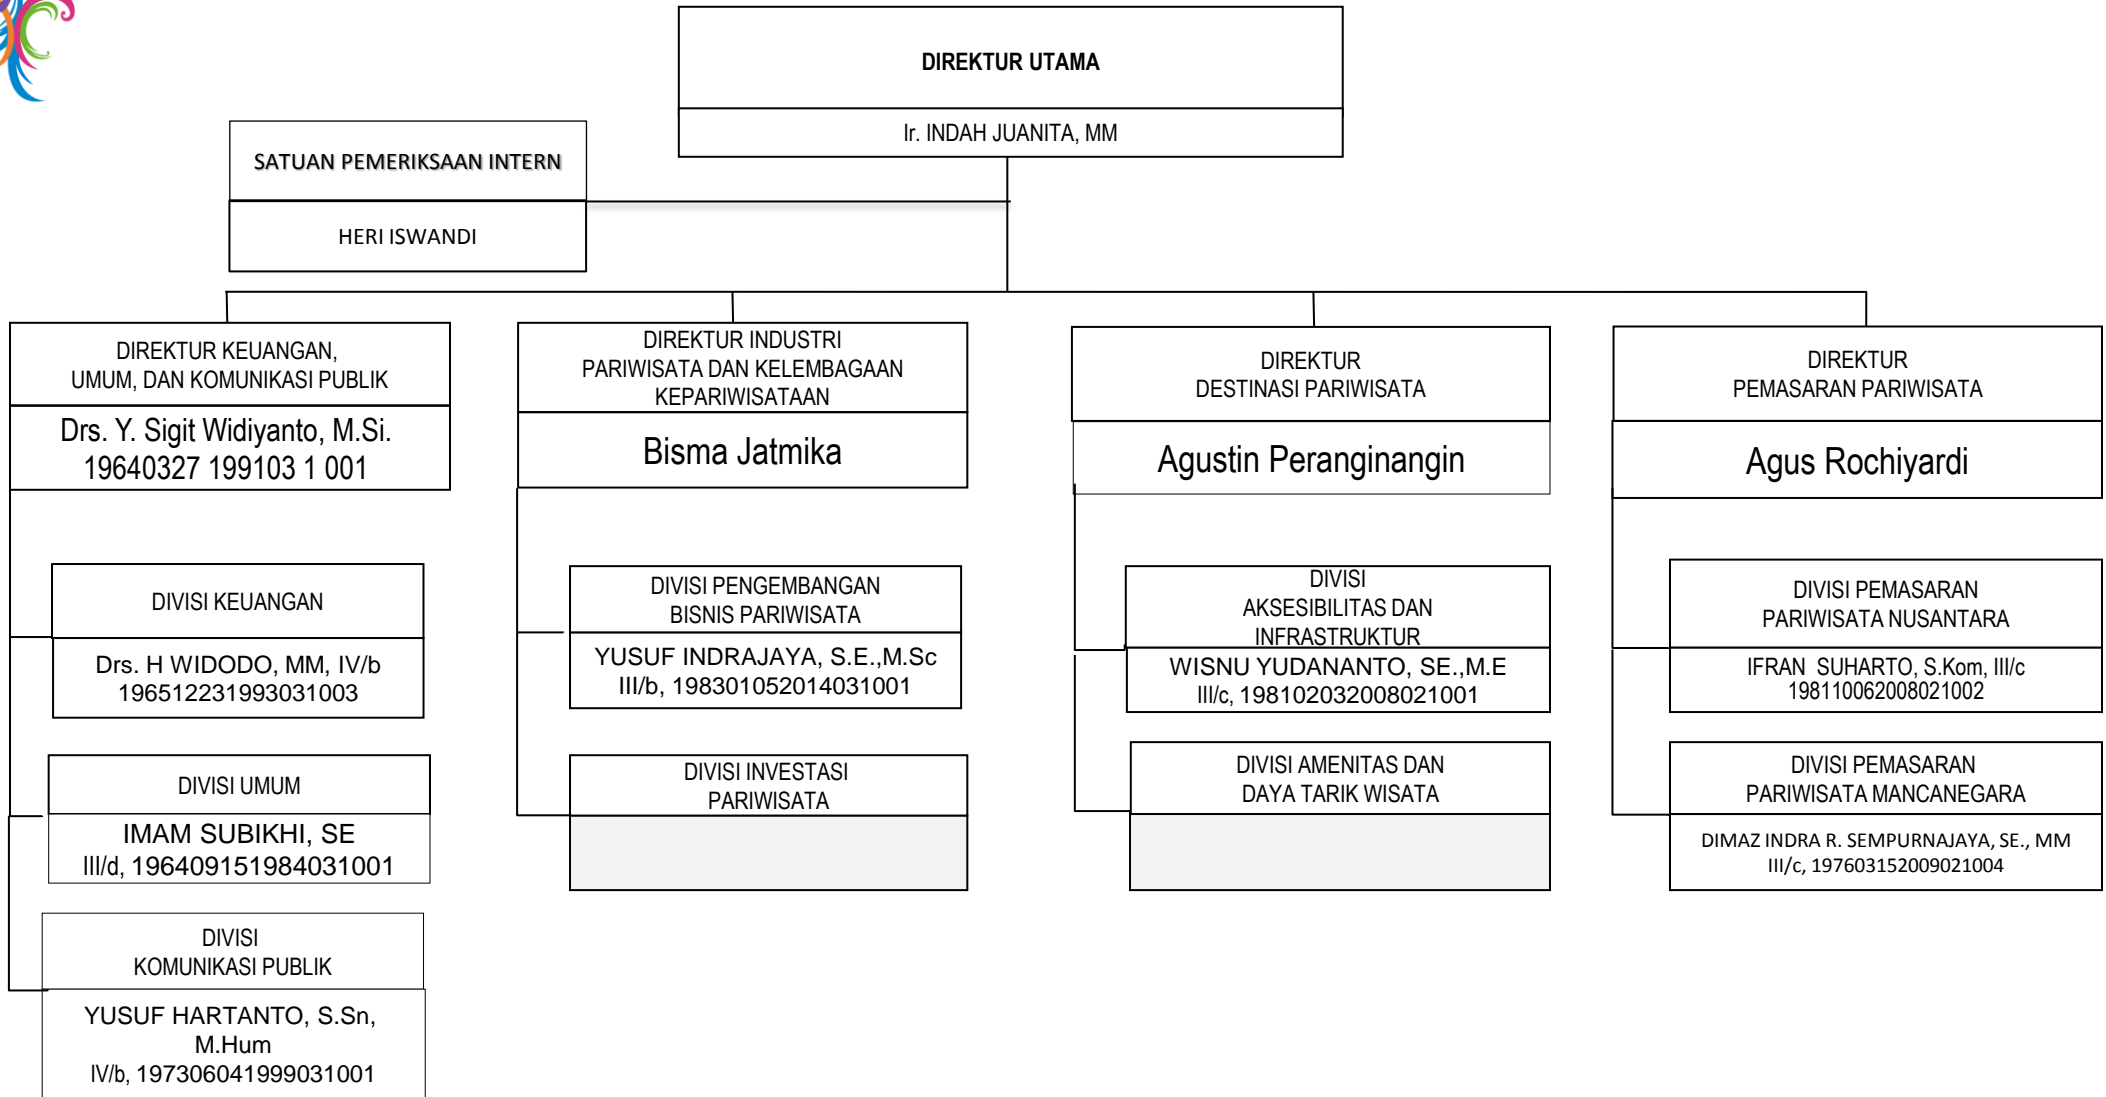 DIREKTUR UTAMA
Ir. INDAH JUANITA, MM
SATUAN PEMERIKSAAN INTERN
HERI ISWANDI
DIREKTUR KEUANGAN,
UMUM, DAN KOMUNIKASI PUBLIK
Drs. Y. Sigit Widiyanto, M.Si.
19640327 199103 1 001
DIVISI KEUANGAN
Drs. H WIDODO, MM, IV/b
196512231993031003
DIVISI UMUM
IMAM SUBIKHI, SE
III/d, 196409151984031001
DIVISI
KOMUNIKASI PUBLIK
YUSUF HARTANTO, S.Sn,
M.Hum
IV/b, 197306041999031001
DIREKTUR INDUSTRI
PARIWISATA DAN KELEMBAGAAN
KEPARIWISATAAN
Bisma Jatmika
DIVISI PENGEMBANGAN
BISNIS PARIWISATA
YUSUF INDRAJAYA, S.E.,M.Sc
III/b, 198301052014031001
DIVISI INVESTASI
PARIWISATA
DIREKTUR
DESTINASI PARIWISATA
Agustin Peranginangin
DIVISI
AKSESIBILITAS DAN
INFRASTRUKTUR
WISNU YUDANANTO, SE.,M.E
III/c, 198102032008021001
DIVISI AMENITAS DAN
DAYA TARIK WISATA
DIREKTUR
PEMASARAN PARIWISATA
Agus Rochiyardi
DIVISI PEMASARAN
PARIWISATA NUSANTARA
IFRAN SUHARTO, S.Kom, III/c
198110062008021002
DIVISI PEMASARAN
PARIWISATA MANCANEGARA
DIMAZ INDRA R. SEMPURNAJAYA, SE., MM
III/c, 197603152009021004